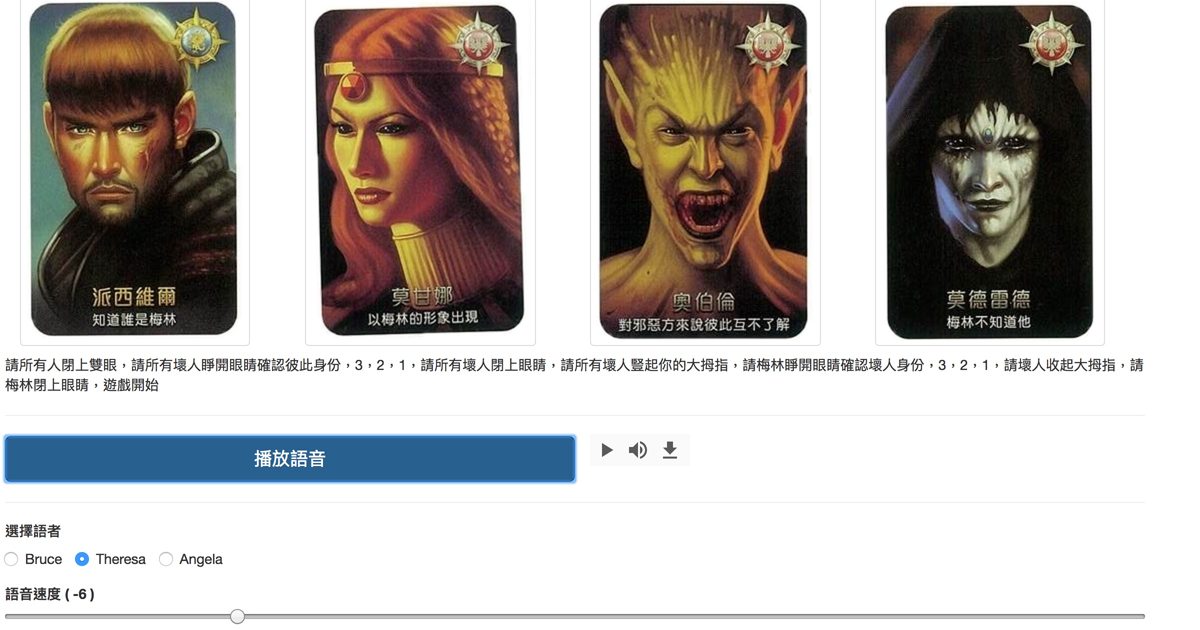 派西維爾
知道誰是梅林
莫甘娜
以梅林的形象出現
奧伯倫
對邪惡方來說彼此互不了解
莫德雷德
梅林不知道他
請所有人閉上雙眼，請所有壞人睜開眼睛確認彼此身份，3，2，1，請所有壞人閉上眼睛，請所有壞人豎起你的大拇指，請梅林睜開眼睛確認壞人身份，3，2，1，請壞人收起大拇指，請
梅林閉上眼睛，遊戲開始
播放語音
選擇語者
Bruce Theresa Angela
語音速度 ( -6 )